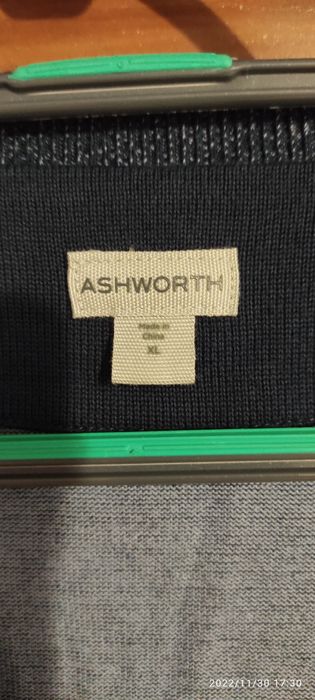 ASHWORTH
Made in
China
XL
2022/11/30 17:30